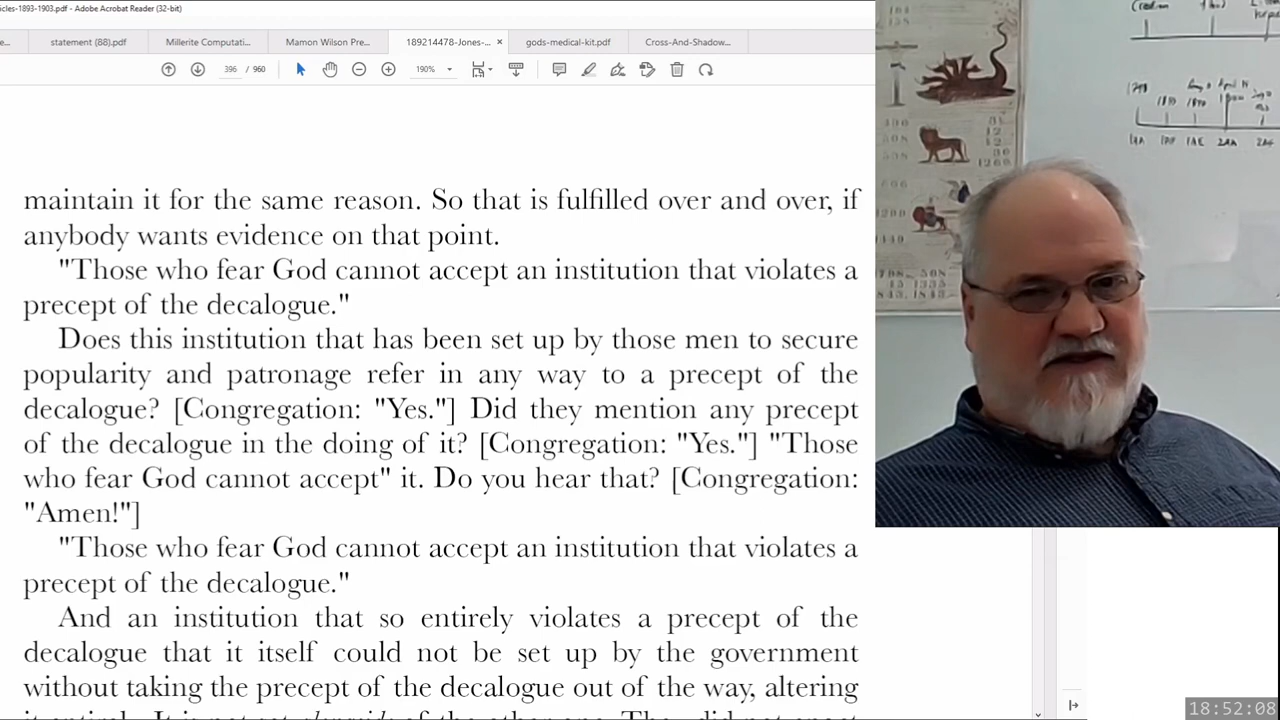 icles-1893-1903.pdf - Adobe Acrobat Reader (32-bit)
e... statement (88).pdf Millerite Computati... Mamon Wilson Pre... 189214478-Jones-... × gods-medical-kit.pdf Cross-And-Shadow...
396 / 960 190%
maintain it for the same reason. So that is fulfilled over and over, if
anybody wants evidence on that point.
"Those who fear God cannot accept an institution that violates a
precept of the decalogue."
Does this institution that has been set up by those men to secure
popularity and patronage refer in any way to a precept of the
decalogue? [Congregation: "Yes."] Did they mention any precept
of the decalogue in the doing of it? [Congregation: "Yes."] "Those
who fear God cannot accept" it. Do you hear that? [Congregation:
"Amen!"]
"Those who fear God cannot accept an institution that violates a
precept of the decalogue."
And an institution that so entirely violates a precept of the
decalogue that it itself could not be set up by the government
without taking the precept of the decalogue out of the way, altering
18:52:08